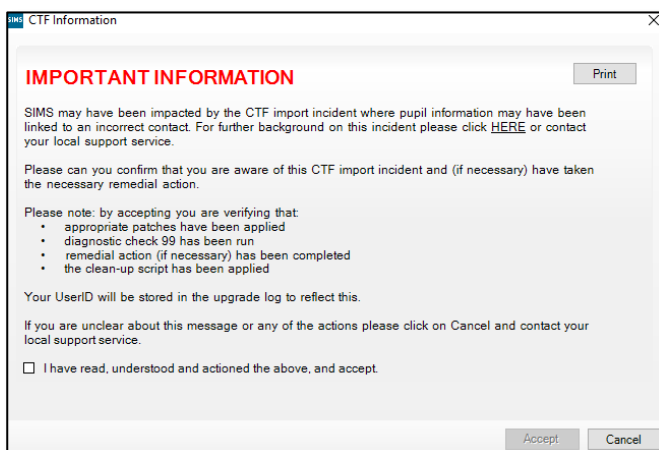 SIMS CTF Information
IMPORTANT INFORMATION
Print
SIMS may have been impacted by the CTF import incident where pupil information may have been
linked to an incorrect contact. For further background on this incident please click HERE or contact
your local support service.
Please can you confirm that you are aware of this CTF import incident and (if necessary) have taken
the necessary remedial action.
Please note: by accepting you are verifying that:
• appropriate patches have been applied
• diagnostic check 99 has been run
• remedial action (if necessary) has been completed
• the clean-up script has been applied
Your UserID will be stored in the upgrade log to reflect this.
If you are unclear about this message or any of the actions please click on Cancel and contact your
local support service.
I have read, understood and actioned the above, and accept.
Accept Cancel